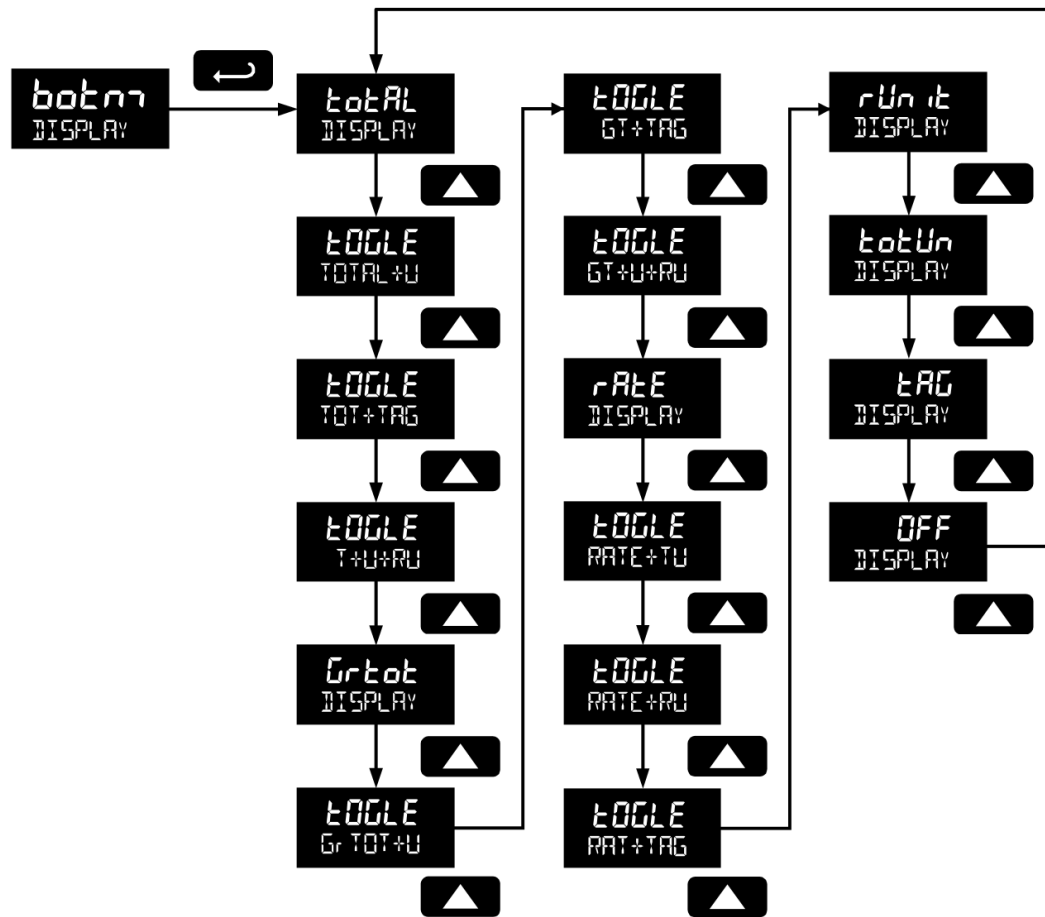 botm
DISPLAY
totAL
DISPLAY
tOGLE
TOTAL+U
tOGLE
TOT+TAG
tOGLE
T+U+RU
Grtot
DISPLAY
tOGLE
Gr TOT+U
tOGLE
GT+TAG
tOGLE
GT+U+RU
rAtE
DISPLAY
tOGLE
RATE+TU
tOGLE
RATE+RU
tOGLE
RAT+TAG
rUnit
DISPLAY
totUn
DISPLAY
tAG
DISPLAY
OFF
DISPLAY